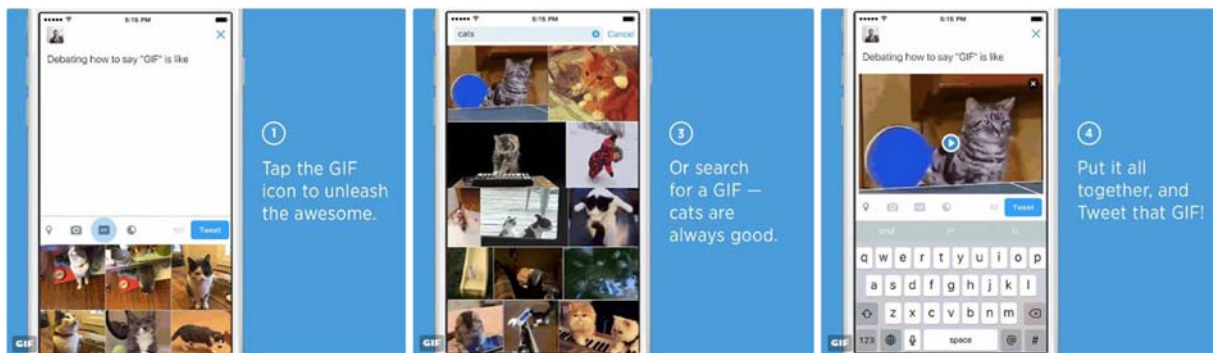 5:15 PM
Debating how to say "GIF" is like
Tweet
GIF
1
Tap the GIF
icon to unleash
the awesome.
5:15 PM
cats
Cancel
GIF
3
Or search
for a GIF —
cats are
always good.
5:15 PM
Debating how to say "GIF" is like
Tweet
q w e r t y u i o p
a s d f g h j k l
z x c v b n m
123 space @ #
GIF
4
Put it all
together, and
Tweet that GIF!